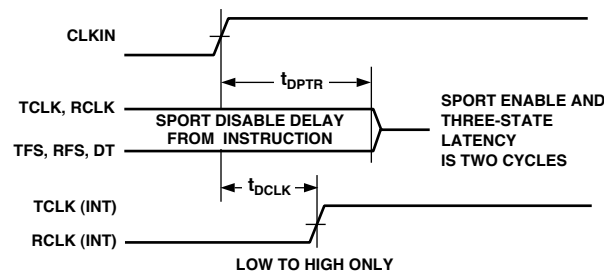 CLKIN
tDPTR
TCLK, RCLK
SPORT DISABLE DELAY
FROM INSTRUCTION
TFS, RFS, DT
SPORT ENABLE AND
THREE-STATE
LATENCY
IS TWO CYCLES
tDCLK
TCLK (INT)
RCLK (INT)
LOW TO HIGH ONLY